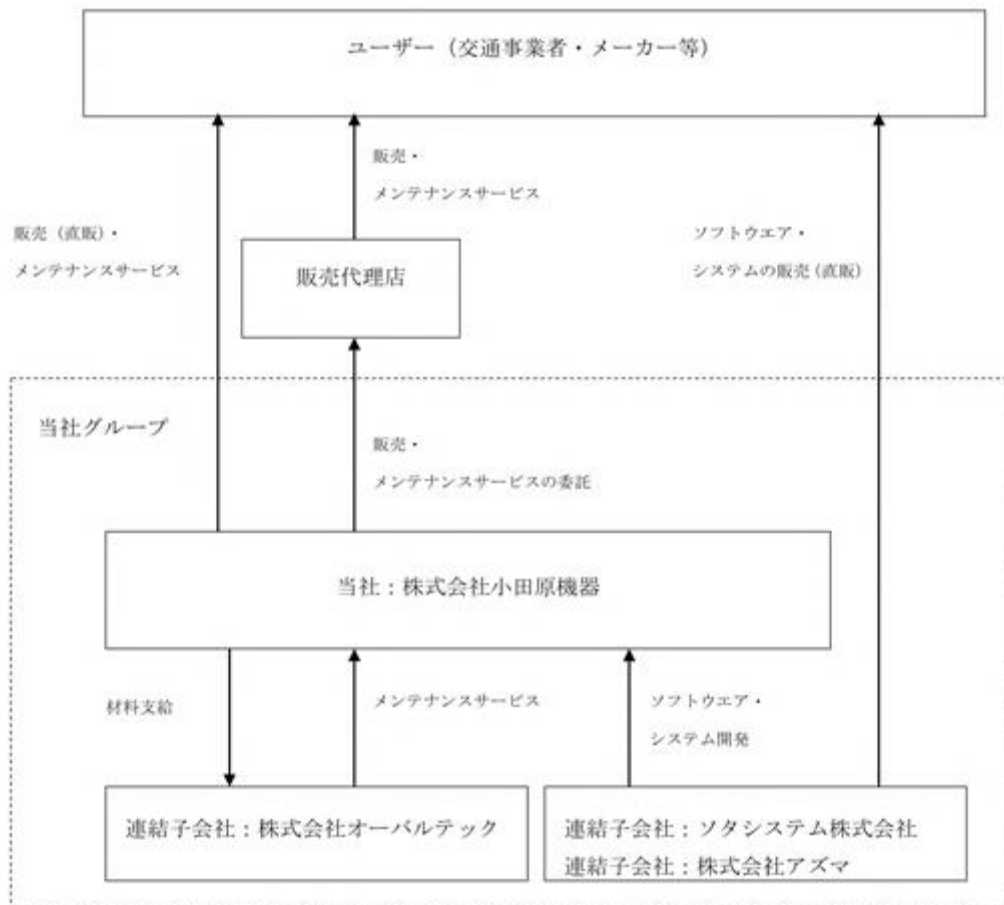 ユーザー（交通事業者・メーカー等）
販売・
メンテナンスサービス
販売（直販）・
メンテナンスサービス
販売代理店
ソフトウエア・
システムの販売（直販）
当社グループ
販売・
メンテナンスサービスの委託
当社：株式会社小田原機器
材料支給
メンテナンスサービス
ソフトウエア・
システム開発
連結子会社：株式会社オーバルテック
連結子会社：ソタシステム株式会社
連結子会社：株式会社アズマ